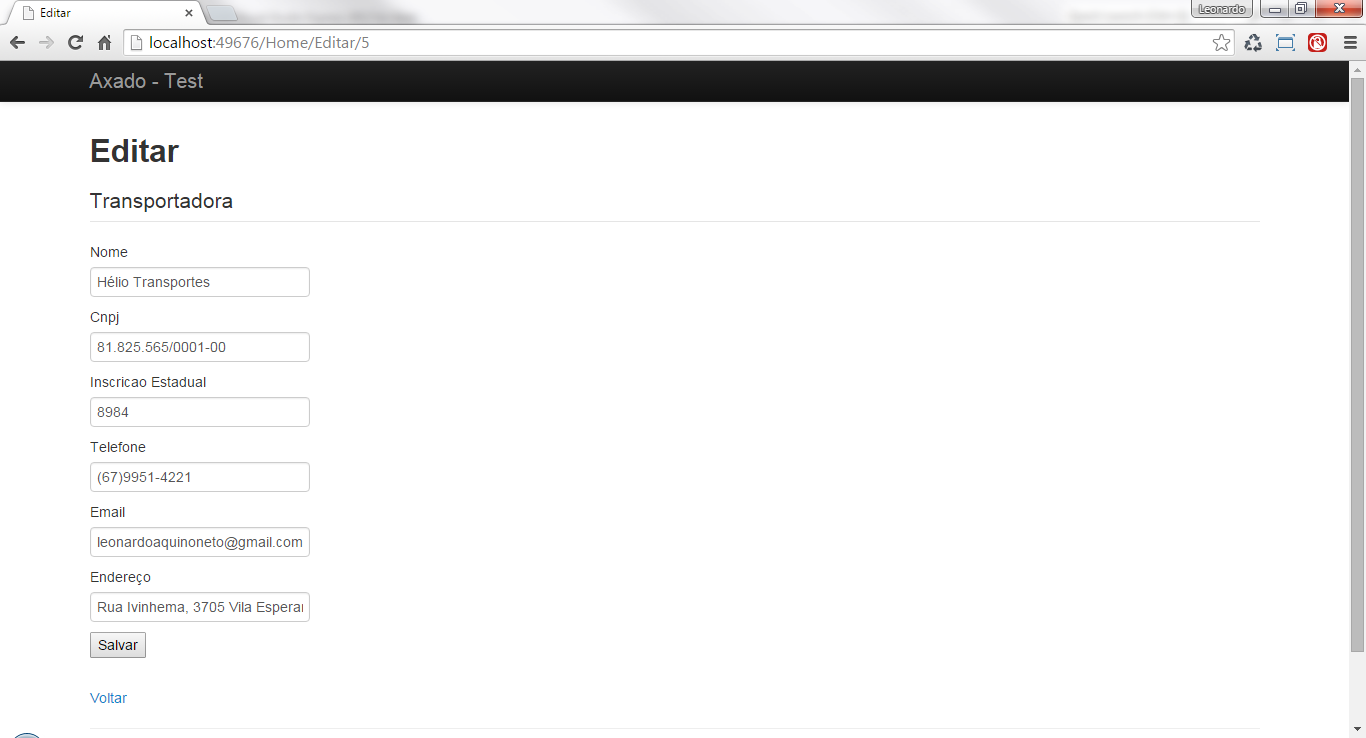 Editar
Leonardo
localhost:49676/Home/Editar/5
Axado - Test
Editar
Transportadora
Nome
Hélio Transportes
Cnpj
81.825.565/0001-00
Inscricao Estadual
8984
Telefone
(67)9951-4221
Email
leonardoaquinoneto@gmail.com
Endereço
Rua Ivinhema, 3705 Vila Espera
Salvar
Voltar